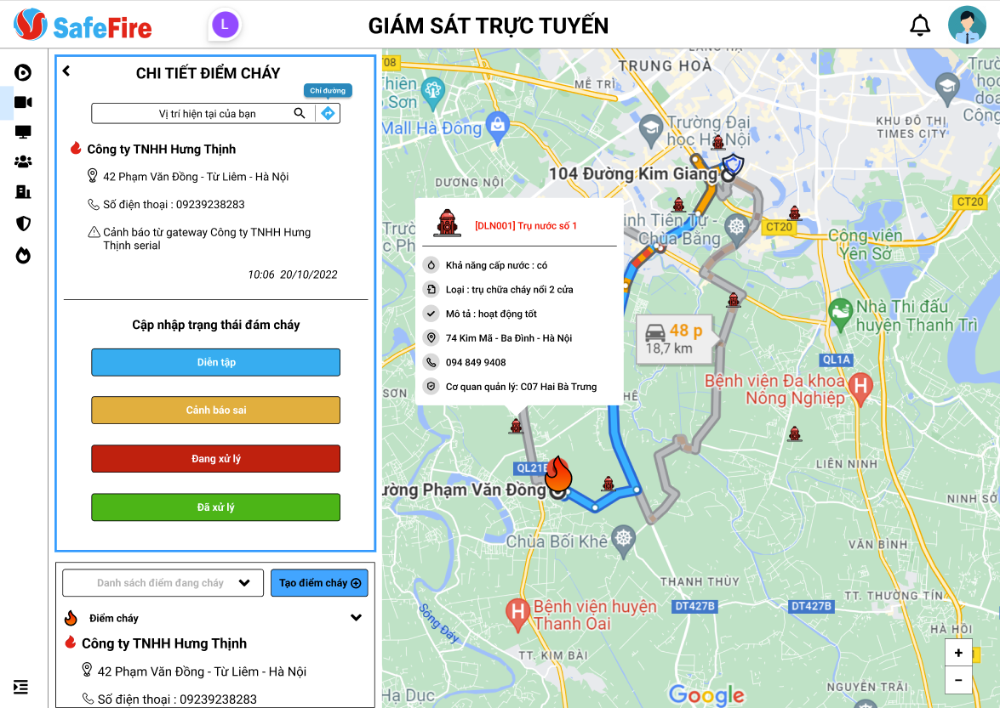 SafeFire
L
GIÁM SÁT TRỰC TUYẾN
CHI TIẾT ĐIỂM CHÁY
Chỉ đường
Vị trí hiện tại của bạn
Công ty TNHH Hưng Thịnh
42 Phạm Văn Đồng - Từ Liêm - Hà Nội
Số điện thoại : 09239238283
Cảnh báo từ gateway Công ty TNHH Hưng
Thịnh serial
10:06 20/10/2022
Cập nhập trạng thái đám cháy
Diễn tập
Cảnh báo sai
Đang xử lý
Đã xử lý
Danh sách điểm đang cháy
Tạo điểm cháy
Điểm cháy
Công ty TNHH Hưng Thịnh
42 Phạm Văn Đồng - Từ Liêm - Hà Nội
Số điện thoại : 09239238283
708
TRUNG HOÀ
MỄ TRÌ
Thiên
Sơn
Mall Hà Đông
Trường Đại
học Hà Nội
KHU ĐÔ THỊ
TIMES CITY
DƯƠNG NỘI
104 Đường Kim Giang
CT20
CT20
[DLN001] Trụ nước số 1
Khả năng cấp nước : có
Loại : trụ chữa cháy nổi 2 cửa
Mô tả : hoạt động tốt
74 Kim Mã - Ba Đình - Hà Nội
094 849 9408
Cơ quan quản lý: C07 Hai Bà Trưng
inh Tiên Tử -
Chùa Bằng
Công viên
Yên Sở
Nhà Thi đấu
huyện Thanh Trì
48 p
18,7 km
QL1A
Bệnh viện Đa khoa
Nông Nghiệp
SƠN
HÊ
QL21B
ường Phạm Văn Đồng
LIÊN NINH
NINH SỞ
Chùa Bối Khê
VĂN BÌNH
THANH THÙY
DT427B
DT427B
TT. THƯỜNG TÍN
Bệnh viện huyện
Thanh Oai
Sông Đáy
HÀ HỒI
TT. KIM BÀI
NGUYỄN TRÃI
Hạ Dục
Google
+
−